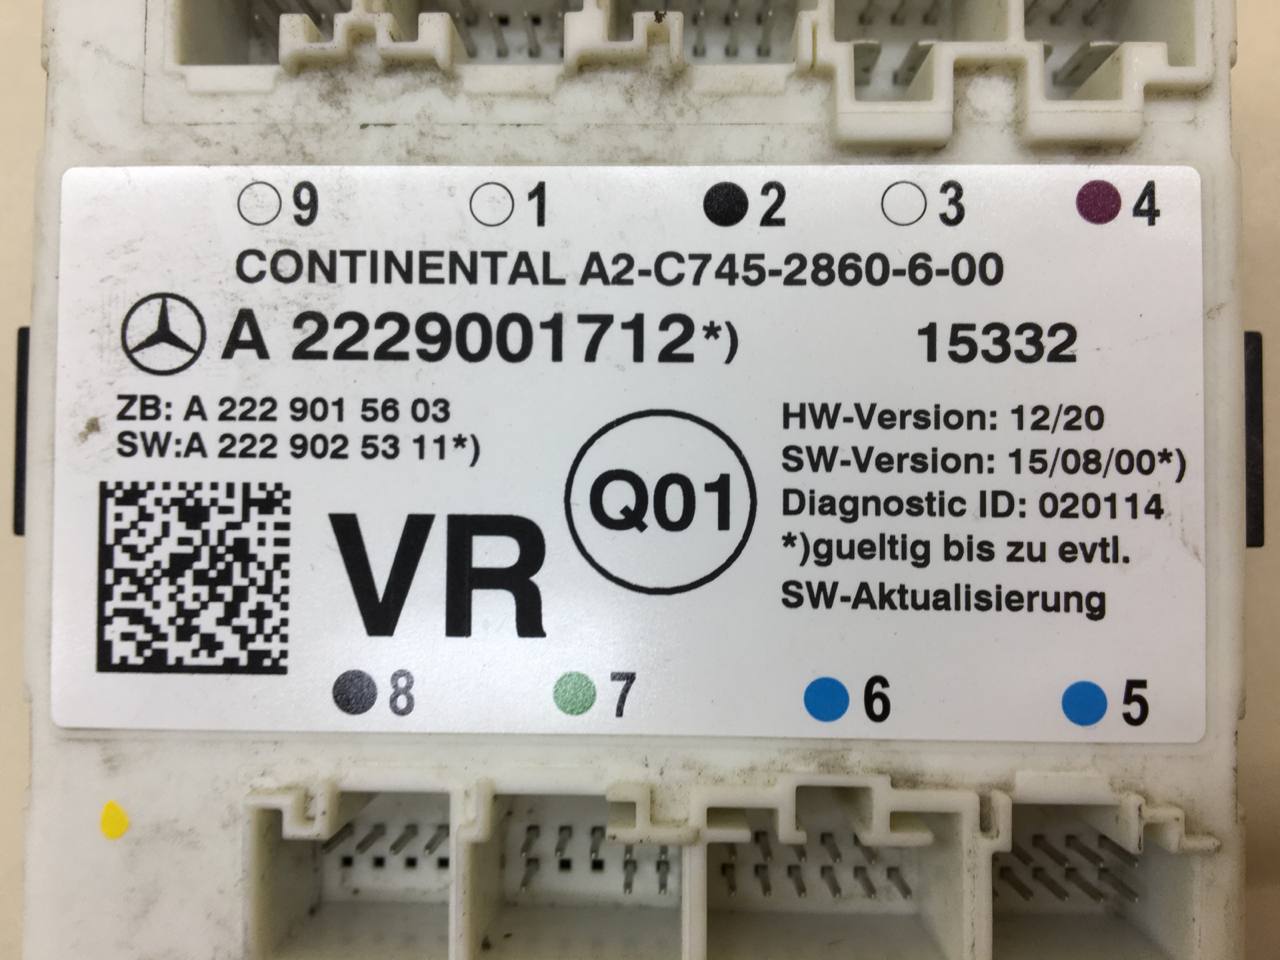 9 1 2 3 4
CONTINENTAL A2-C745-2860-6-00
A 2229001712*) 15332
ZB: A 222 901 56 03
SW:A 222 902 53 11*)
HW-Version: 12/20
SW-Version: 15/08/00*)
Diagnostic ID: 020114
*)gueltig bis zu evtl.
SW-Aktualisierung
Q01
VR
8 7 6 5